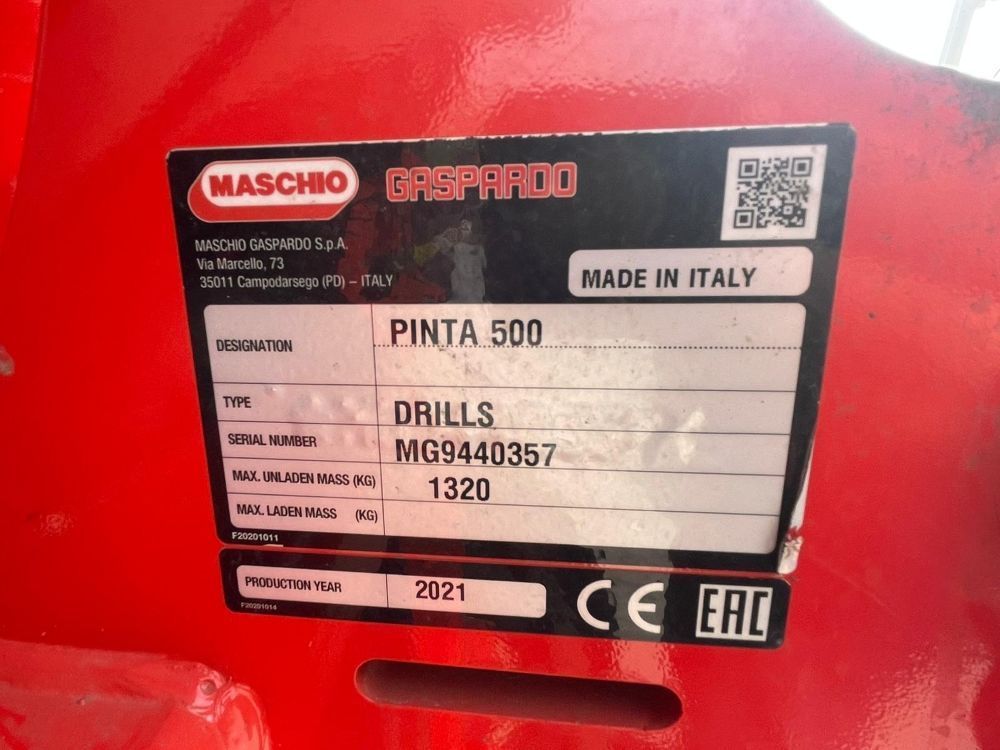 MASCHIO GASPARDO
MASCHIO GASPARDO S.p.A.
Via Marcello, 73
35011 Campodarsego (PD) – ITALY
MADE IN ITALY
DESIGNATION PINTA 500
TYPE DRILLS
SERIAL NUMBER MG9440357
MAX. UNLADEN MASS (KG) 1320
MAX. LADEN MASS (KG)
F20201011
PRODUCTION YEAR 2021
F20201014
CE EAC